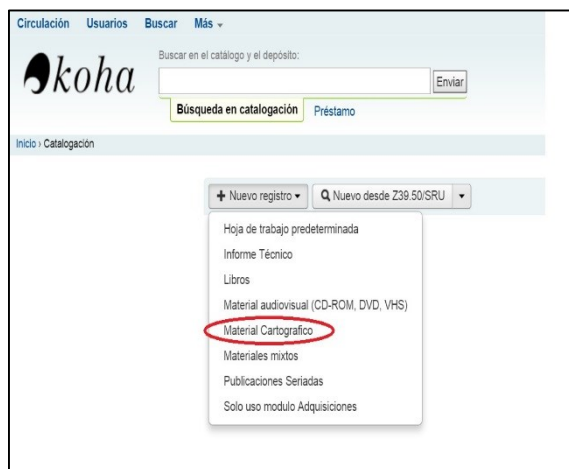 Circulación Usuarios Buscar Más
koha
Buscar en el catálogo y el depósito:
Enviar
Búsqueda en catalogación Préstamo
Inicio › Catalogación
+ Nuevo registro Nuevo desde Z39.50/SRU
Hoja de trabajo predeterminada
Informe Técnico
Libros
Material audiovisual (CD-ROM, DVD, VHS)
Material Cartografico
Materiales mixtos
Publicaciones Seriadas
Solo uso modulo Adquisiciones